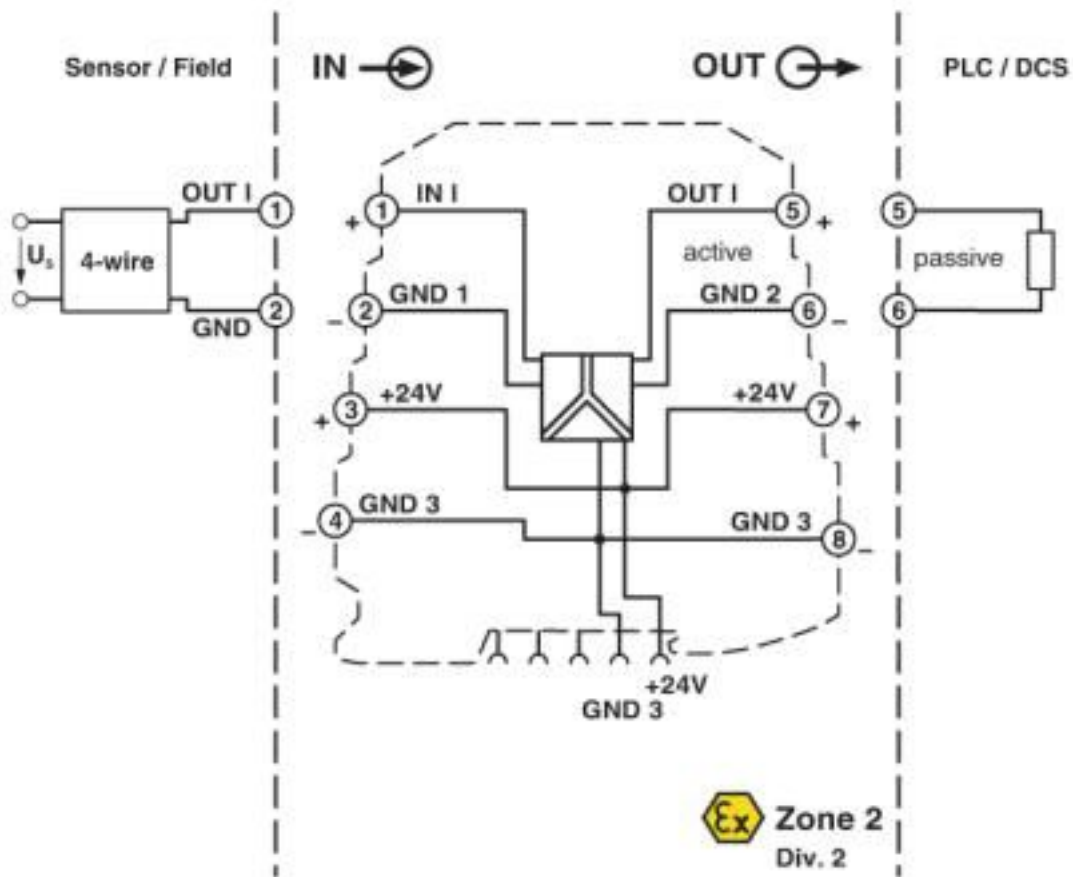 Sensor / Field
IN
OUT
PLC / DCS
OUT I
1
1
IN I
OUT I
5
5
+
+
Us
4-wire
active
passive
GND
2
2
GND 1
GND 2
6
6
-
-
3
+24V
+24V
7
+
+
4
GND 3
GND 3
8
-
-
+24V
GND 3
Ex
Zone 2
Div. 2